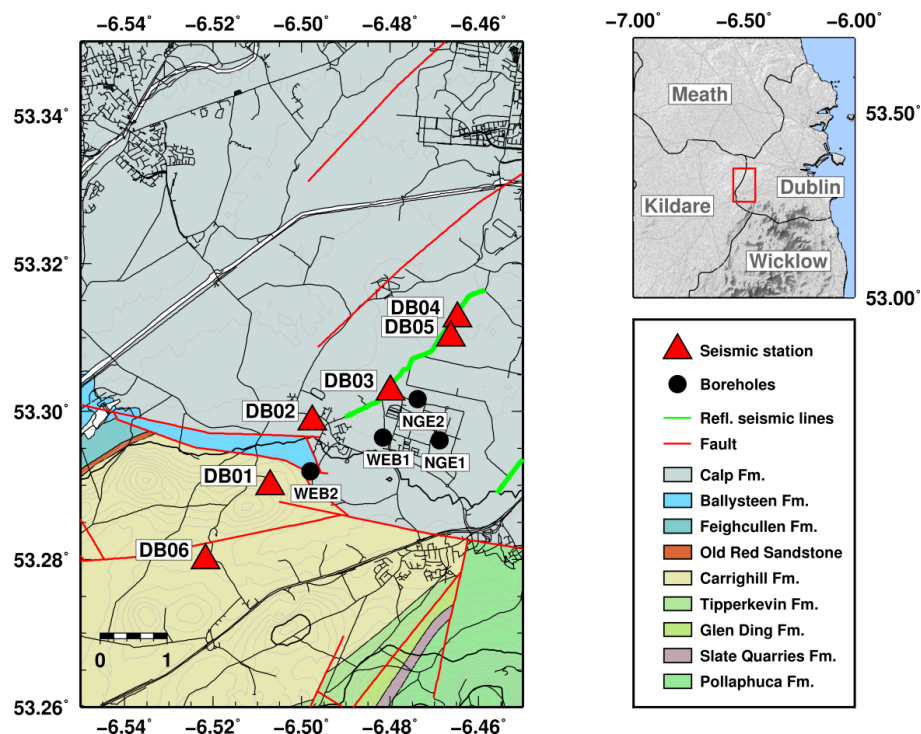 −6.54˚ −6.52˚ −6.50˚ −6.48˚ −6.46˚
53.34˚
53.32˚
53.30˚
53.28˚
53.26˚
DB04
DB05
DB03
DB02
NGE2
WEB1
NGE1
DB01
WEB2
DB06
0 1
−6.54˚ −6.52˚ −6.50˚ −6.48˚ −6.46˚
−7.00˚ −6.50˚ −6.00˚
53.50˚
53.00˚
Meath
Dublin
Kildare
Wicklow
Seismic station
Boreholes
Refl. seismic lines
Fault
Calp Fm.
Ballysteen Fm.
Feighcullen Fm.
Old Red Sandstone
Carrighill Fm.
Tipperkevin Fm.
Glen Ding Fm.
Slate Quarries Fm.
Pollaphuca Fm.